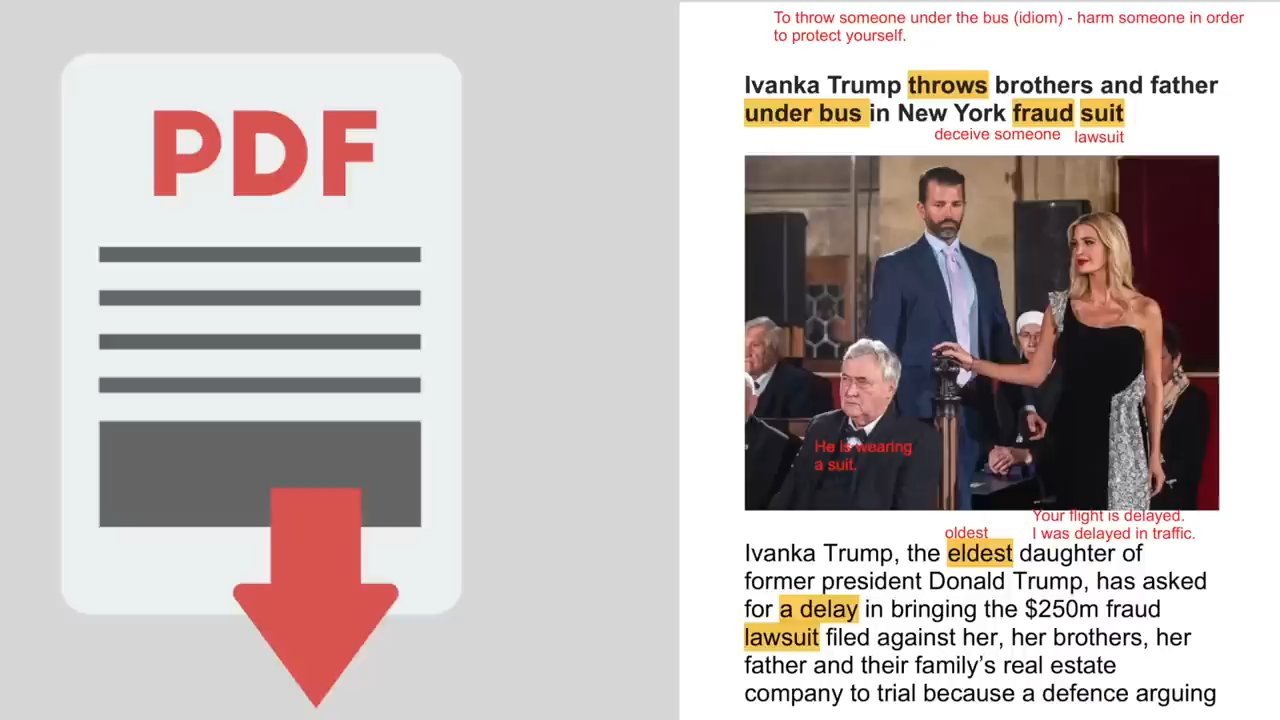 PDF
To throw someone under the bus (idiom) - harm someone in order
to protect yourself.
Ivanka Trump throws brothers and father
under bus in New York fraud suit
deceive someone lawsuit
He is wearing
a suit.
Your flight is delayed.
oldest I was delayed in traffic.
Ivanka Trump, the eldest daughter of
former president Donald Trump, has asked
for a delay in bringing the $250m fraud
lawsuit filed against her, her brothers, her
father and their family’s real estate
company to trial because a defence arguing